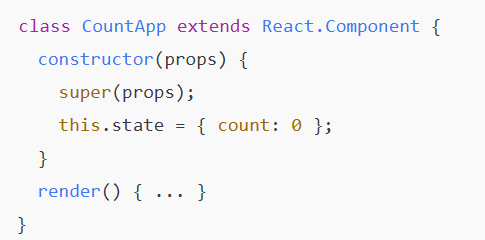 class CountApp extends React.Component {
  constructor(props) {
    super(props);
    this.state = { count: 0 };
  }
  render() { ... }
}